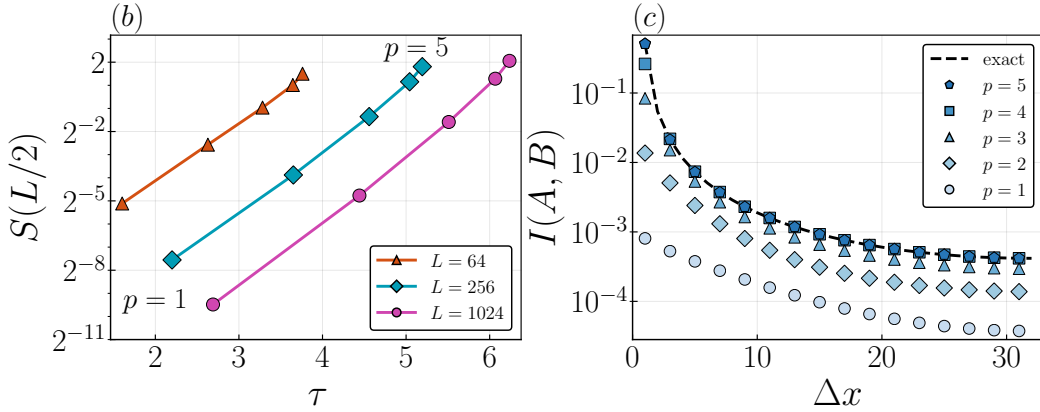 (b)
S(L/2)
2
2^{-2}
2^{-5}
2^{-8}
2^{-11}
p = 5
p = 1
L = 64
L = 256
L = 1024
2 3 4 5 6
τ
(c)
I(A, B)
10^{-1}
10^{-2}
10^{-3}
10^{-4}
exact
p = 5
p = 4
p = 3
p = 2
p = 1
0 10 20 30
Δx